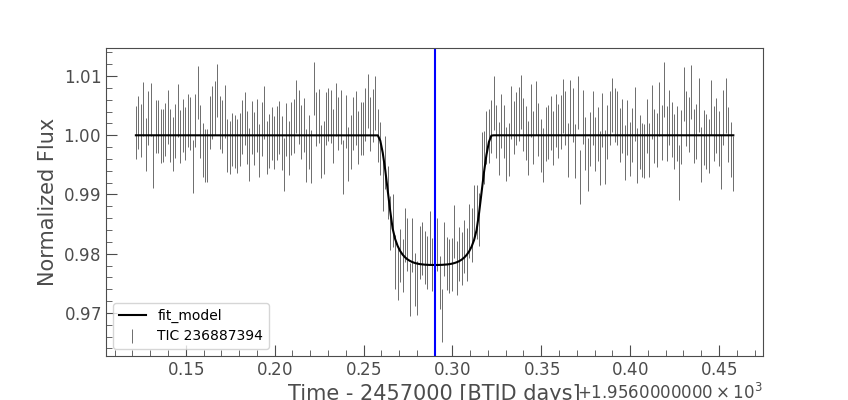 Normalized Flux
1.01
1.00
0.99
0.98
0.97
fit_model
TIC 236887394
0.15 0.20 0.25 0.30 0.35 0.40 0.45
Time - 2457000 [BTJD days]
+1.9560000000 × 10³